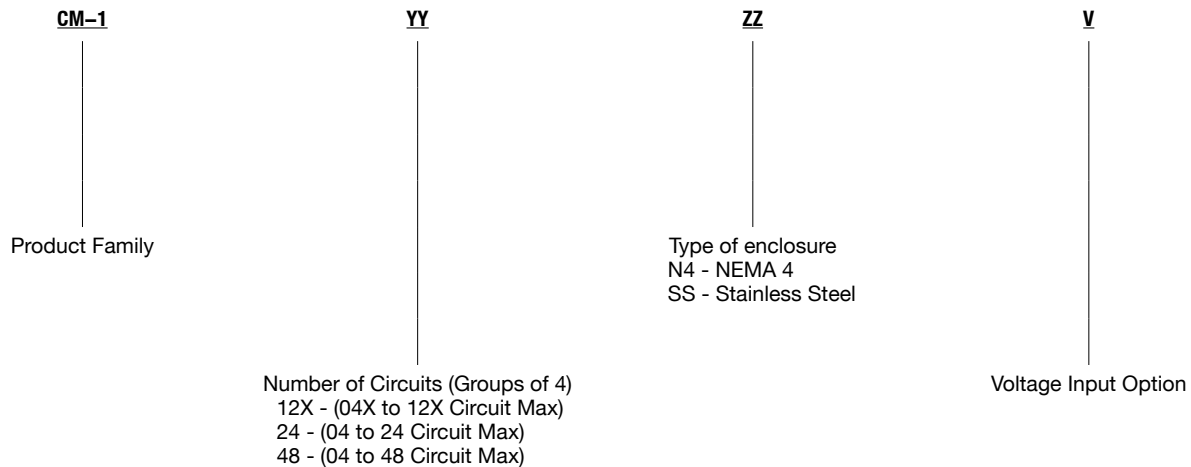 CM–1 YY ZZ V
Product Family
Type of enclosure
N4 - NEMA 4
SS - Stainless Steel
Number of Circuits (Groups of 4)
12X - (04X to 12X Circuit Max)
24 - (04 to 24 Circuit Max)
48 - (04 to 48 Circuit Max)
Voltage Input Option